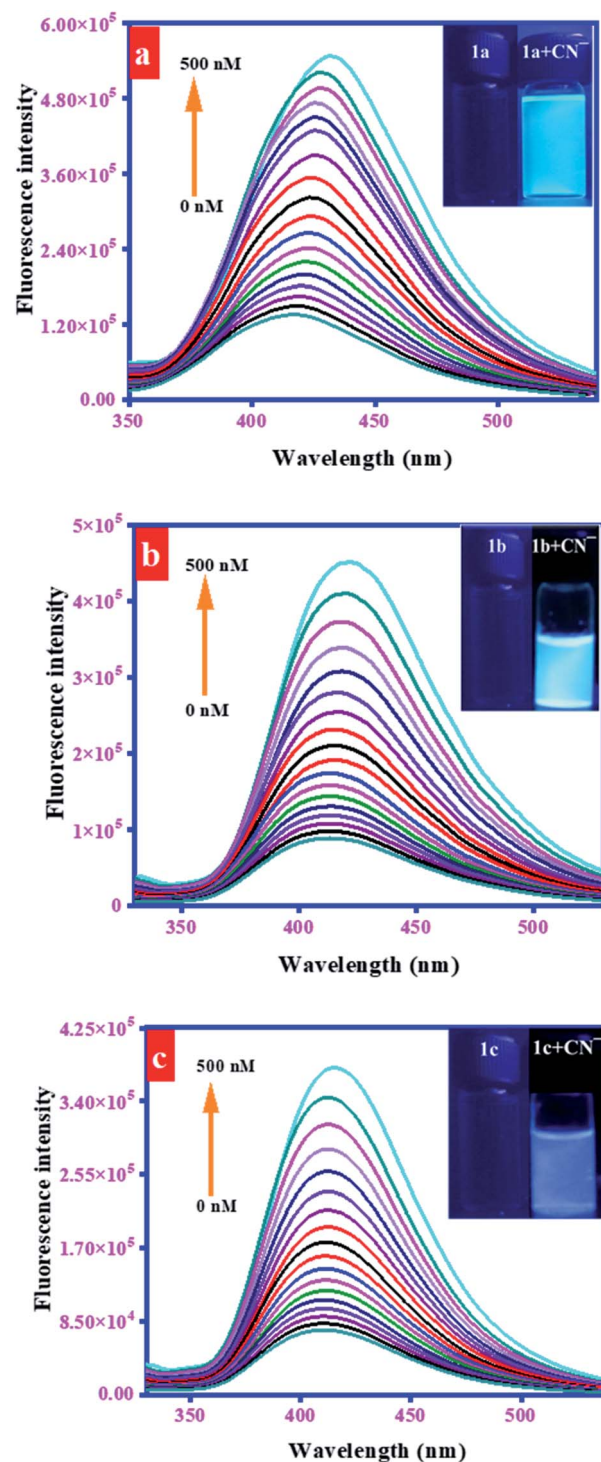 6.00×10⁵
a
500 nM
1a
1a+CN⁻
4.80×10⁵
3.60×10⁵
0 nM
2.40×10⁵
1.20×10⁵
0.00
Fluorescence intensity
350
400
450
500
Wavelength (nm)
5×10⁵
b
500 nM
1b
1b+CN⁻
4×10⁵
3×10⁵
0 nM
2×10⁵
1×10⁵
0
Fluorescence intensity
350
400
450
500
Wavelength (nm)
4.25×10⁵
c
500 nM
1c
1c+CN⁻
3.40×10⁵
2.55×10⁵
0 nM
1.70×10⁵
8.50×10⁴
0.00
Fluorescence intensity
350
400
450
500
Wavelength (nm)